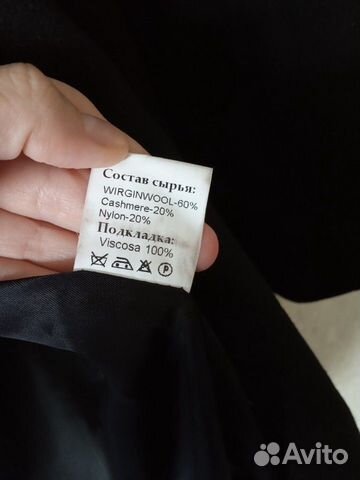 Состав сырья:
WIRGINWOOL-60%
Cashmere-20%
Nylon-20%
Подкладка:
Viscosa 100%
P
Avito